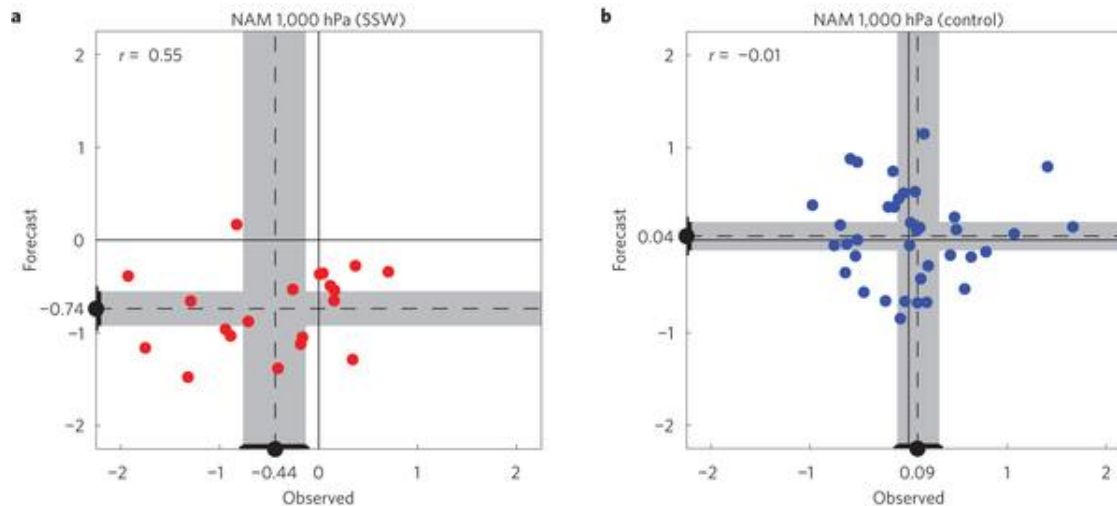 a
NAM 1,000 hPa (SSW)
r = 0.55
Forecast
2
1
0
−0.74
−1
−2
−2
−1
−0.44
0
1
2
Observed
b
NAM 1,000 hPa (control)
r = −0.01
Forecast
2
1
0.04
−1
−2
−2
−1
0.09
1
2
Observed